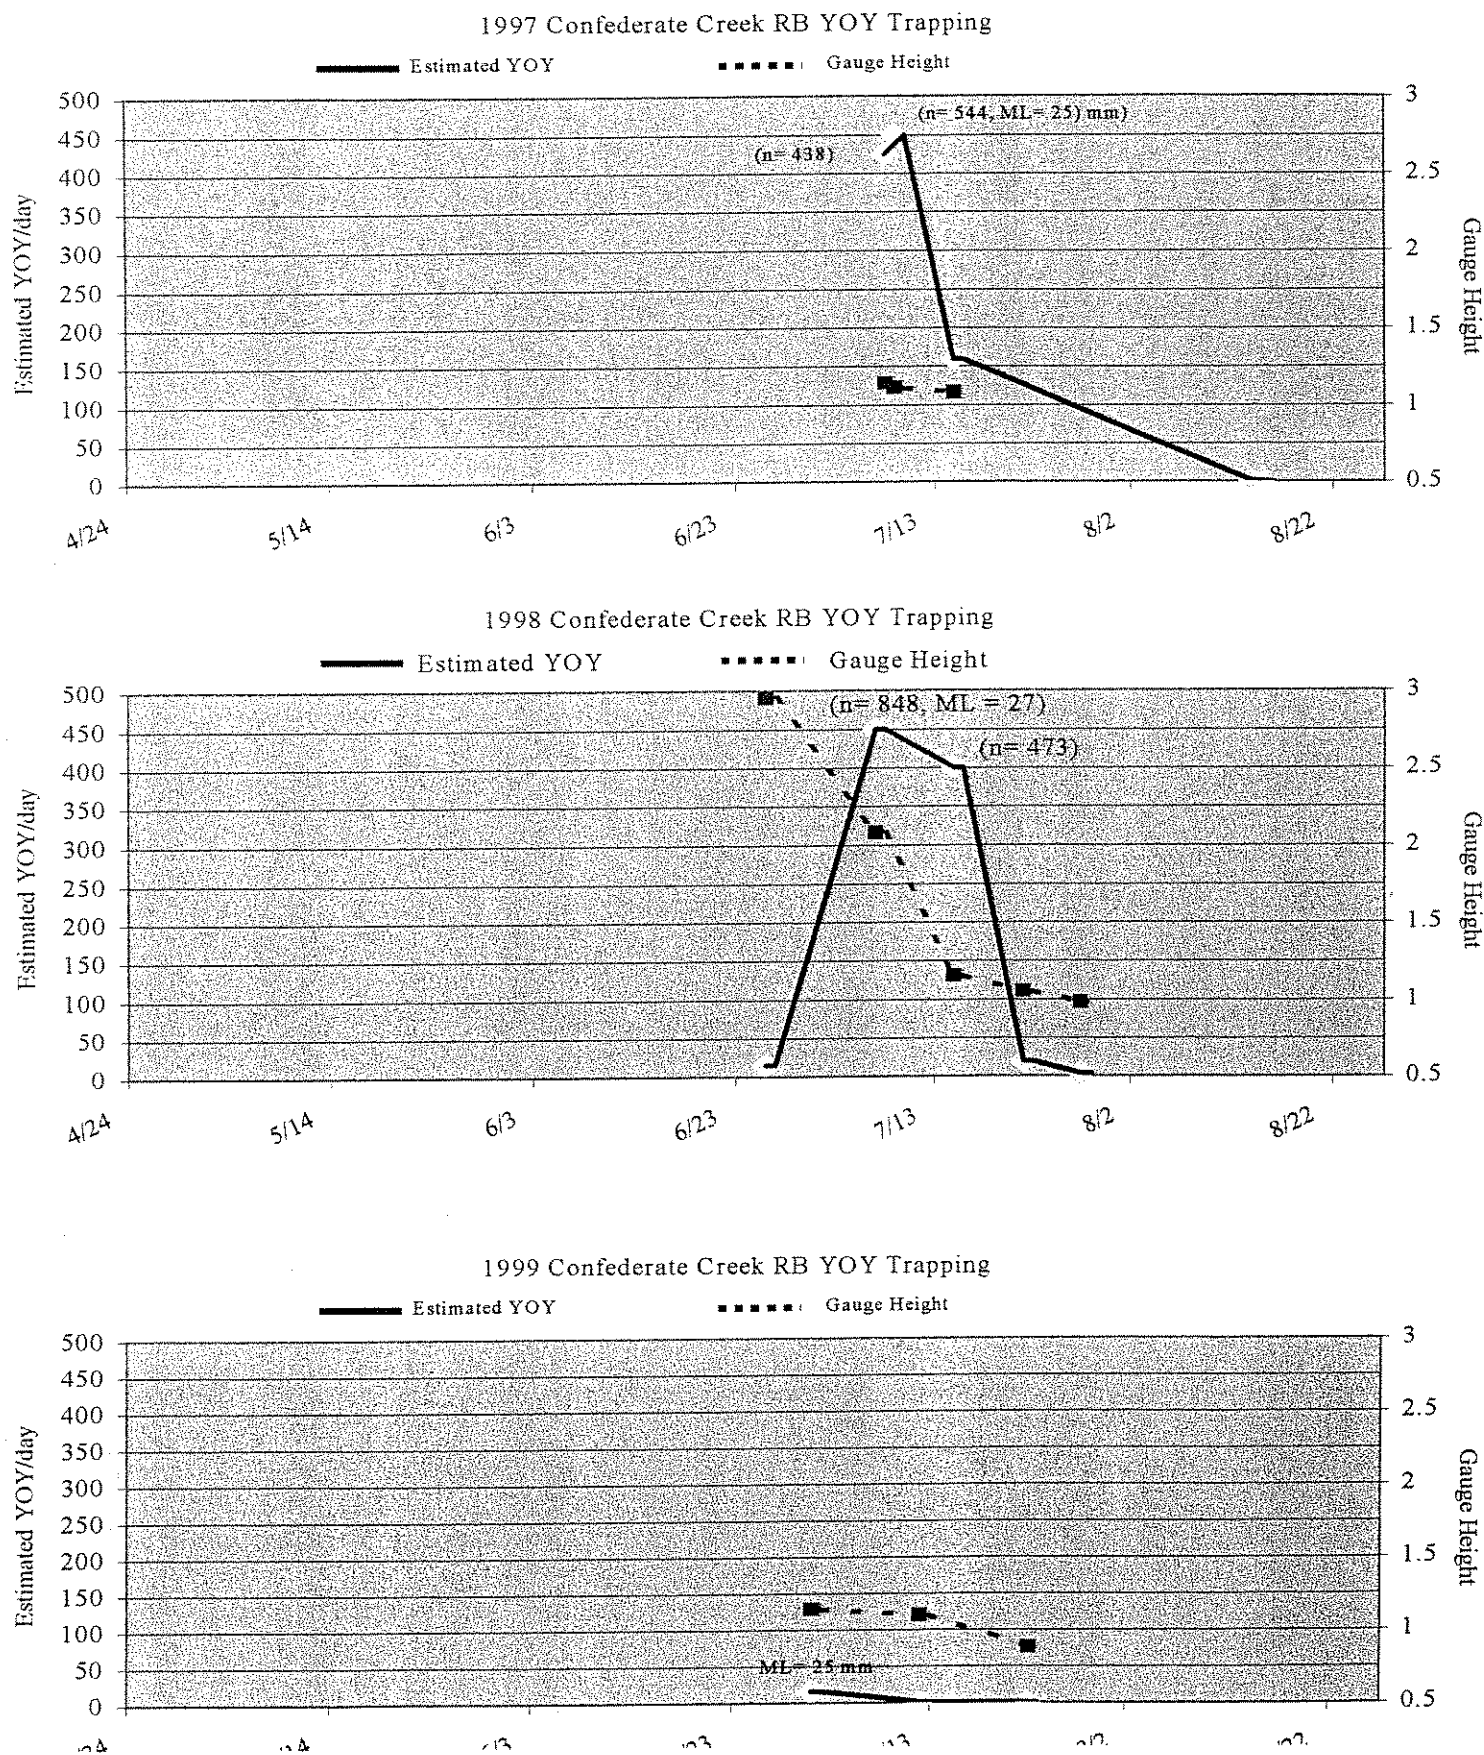 1997 Confederate Creek RB YOY Trapping
Estimated YOY Gauge Height
500 3
(n= 544, ML= 25) mm)
450
(n= 438)
400 2.5
350
300 2
250
200 1.5
150
100 1
50
0 0.5
Estimated YOY/day
Gauge Height
4/24 5/14 6/3 6/23 7/13 8/2 8/22
1998 Confederate Creek RB YOY Trapping
Estimated YOY Gauge Height
500 3
(n= 848, ML = 27)
450
(n= 473)
400 2.5
350
300 2
250
200 1.5
150
100 1
50
0 0.5
Estimated YOY/day
Gauge Height
4/24 5/14 6/3 6/23 7/13 8/2 8/22
1999 Confederate Creek RB YOY Trapping
Estimated YOY Gauge Height
500 3
450
400 2.5
350
300 2
250
200 1.5
150
100 1
50
ML= 25 mm
0 0.5
Estimated YOY/day
Gauge Height